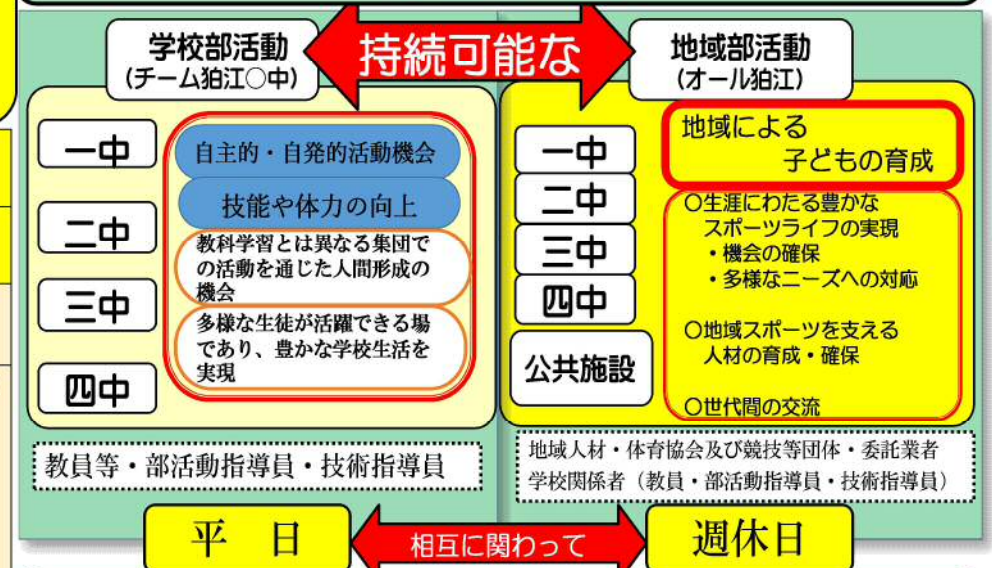 持続可能な
学校部活動
(チーム狛江○中)
一中
二中
三中
四中
自主的・自発的活動機会
技能や体力の向上
教科学習とは異なる集団で
の活動を通じた人間形成の
機会
多様な生徒が活躍できる場
であり、豊かな学校生活を
実現
教員等・部活動指導員・技術指導員
平 日
地域部活動
(オール狛江)
一中
二中
三中
四中
公共施設
地域による
子どもの育成
○生涯にわたる豊かな
スポーツライフの実現
・機会の確保
・多様なニーズへの対応
○地域スポーツを支える
人材の育成・確保
○世代間の交流
地域人材・体育協会及び競技等団体・委託業者
学校関係者（教員・部活動指導員・技術指導員）
相互に関わって
週休日